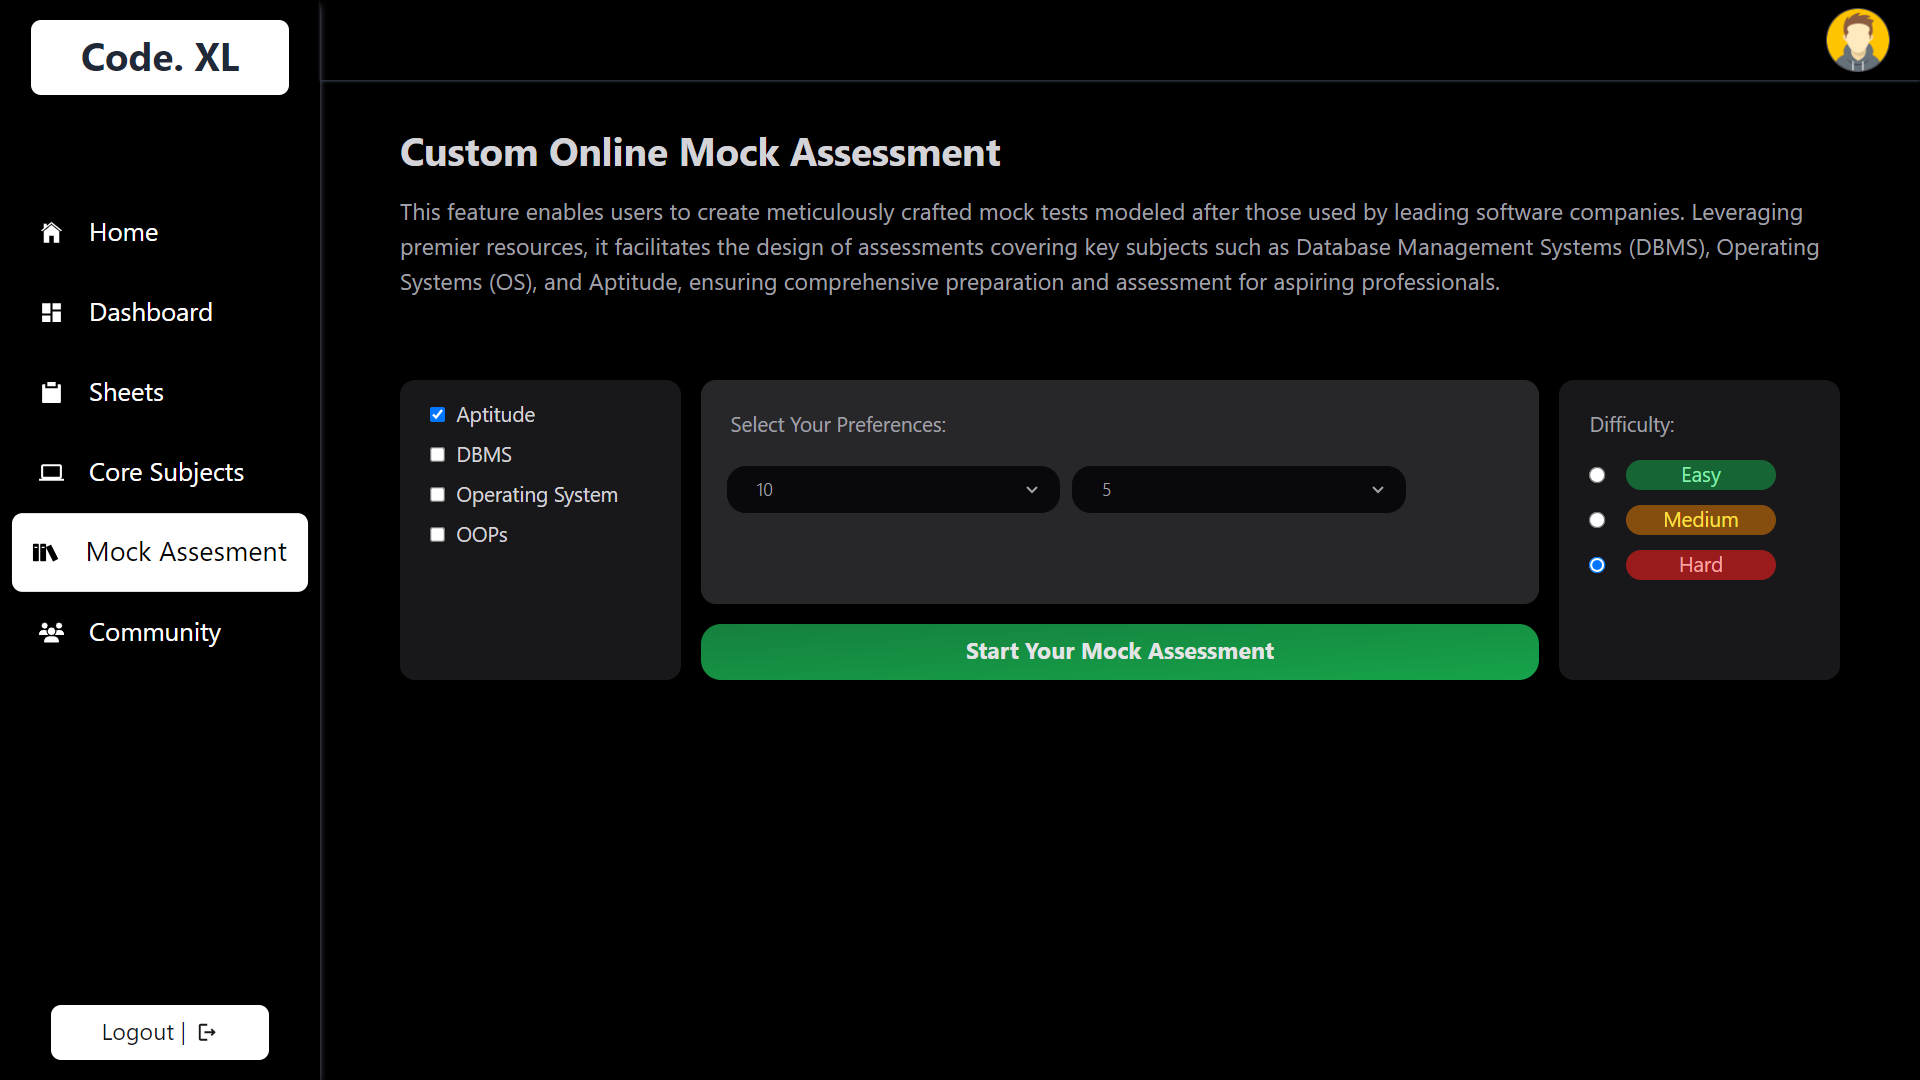 Code. XL
Home
Dashboard
Sheets
Core Subjects
Mock Assesment
Community
Logout |
Custom Online Mock Assessment
This feature enables users to create meticulously crafted mock tests modeled after those used by leading software companies. Leveraging
premier resources, it facilitates the design of assessments covering key subjects such as Database Management Systems (DBMS), Operating
Systems (OS), and Aptitude, ensuring comprehensive preparation and assessment for aspiring professionals.
Aptitude
DBMS
Operating System
OOPs
Select Your Preferences:
10
5
Start Your Mock Assessment
Difficulty:
Easy
Medium
Hard